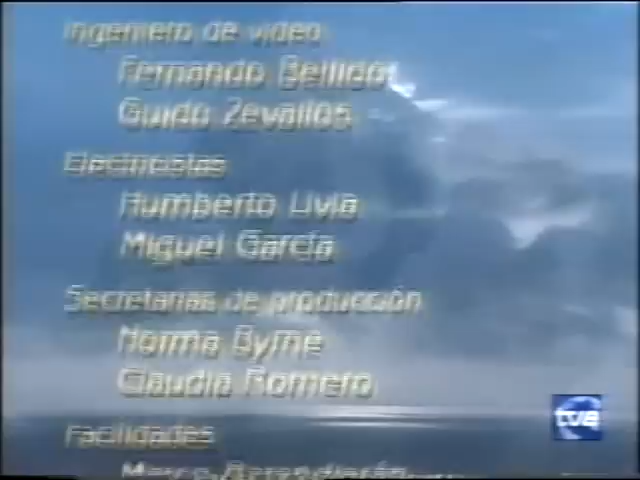 Ingeniero de video
Fernando Bellido
Guido Zevallos
Electricistas
Humberto Livia
Miguel García
Secretarias de producción
Norma Byrne
Claudia Romero
Facilidades
tve